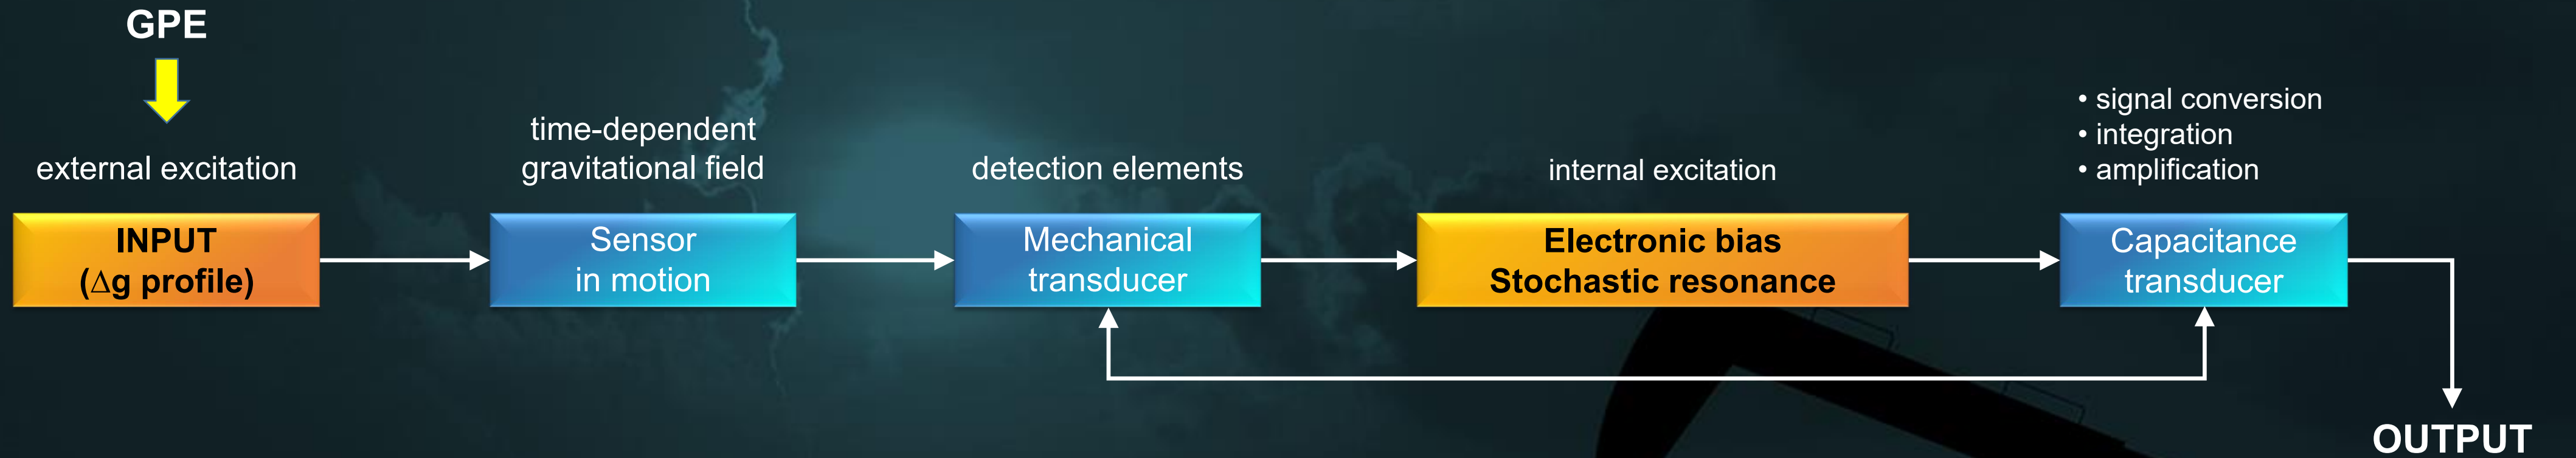 GPE
external excitation
INPUT
(Δg profile)
time-dependent
gravitational field
Sensor
in motion
detection elements
Mechanical
transducer
internal excitation
Electronic bias
Stochastic resonance
• signal conversion
• integration
• amplification
Capacitance
transducer
OUTPUT